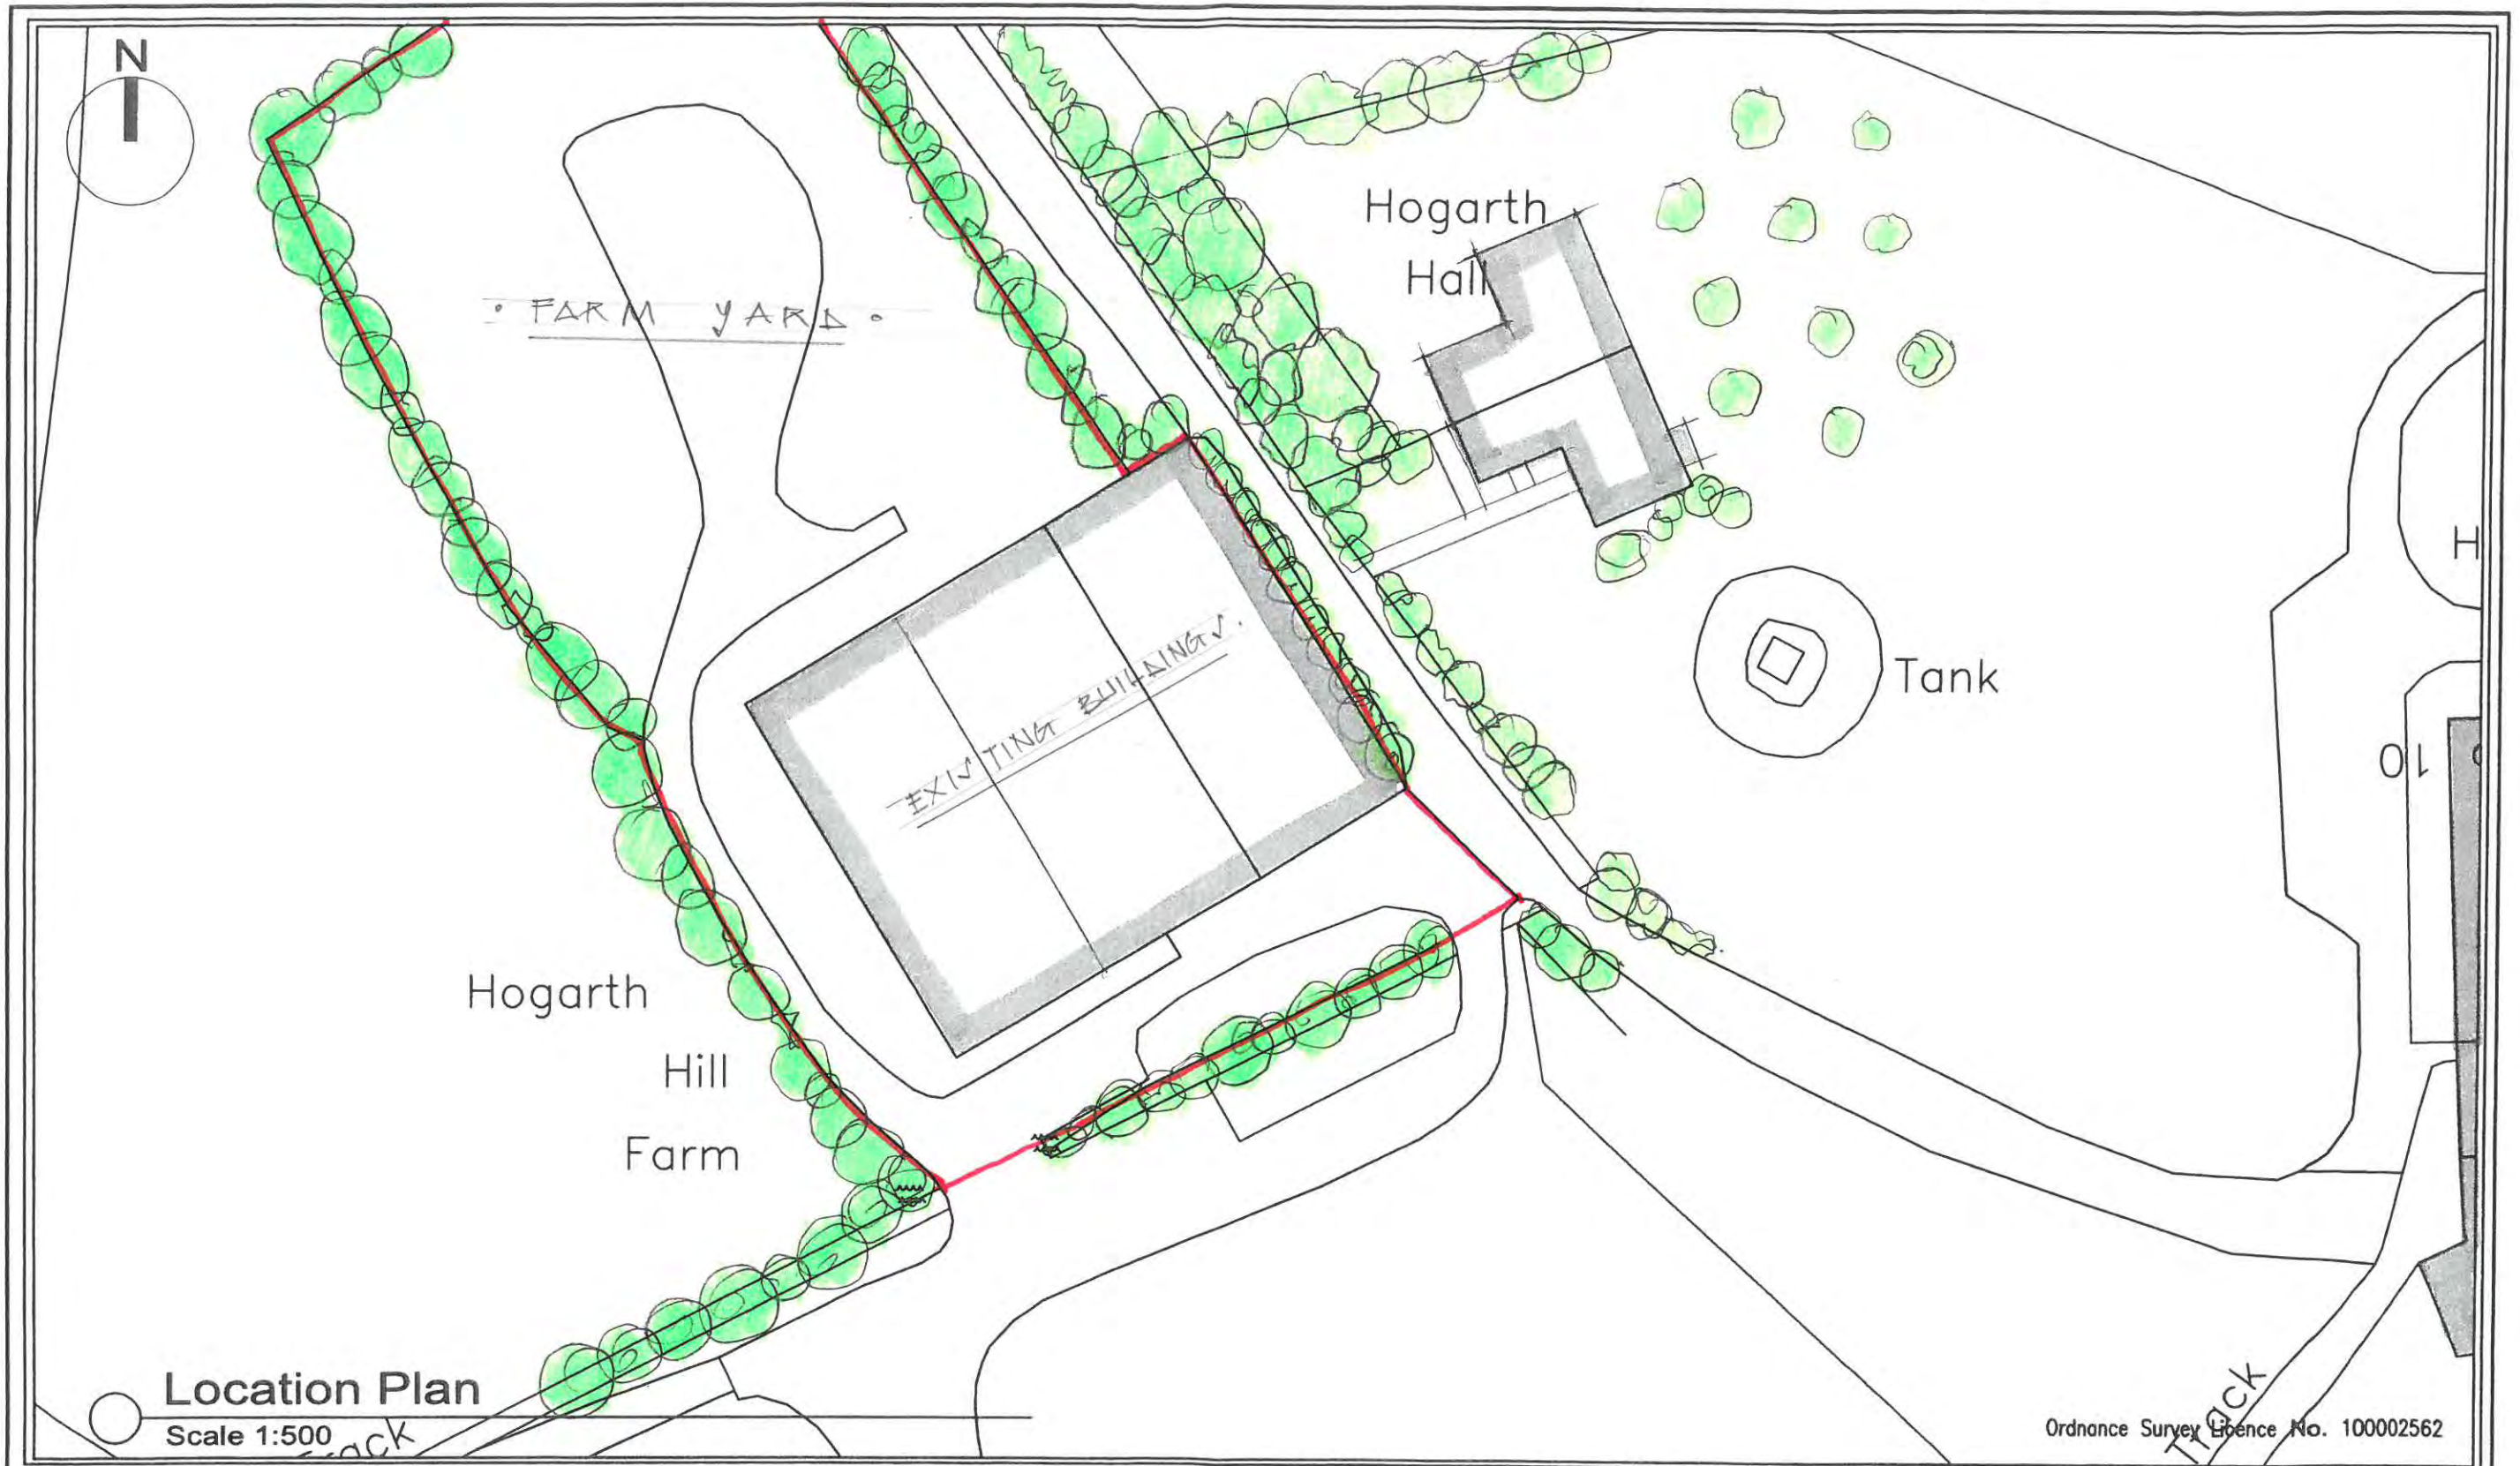 N
Hogarth
Hall
. FARM YARD .
H
EXISTING BUILDINGS.
Tank
10
Hogarth
Hill
Farm
Location Plan
Scale 1:500
Track
Ordnance Survey Licence No. 100002562